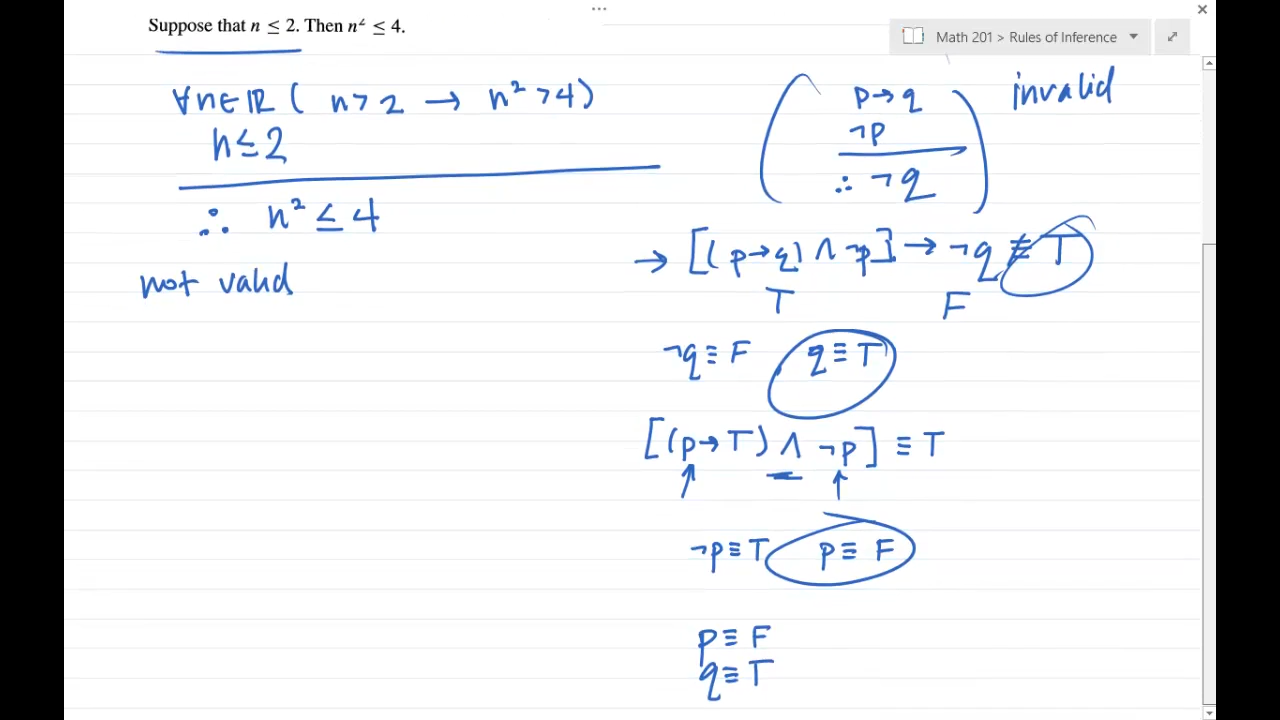 Suppose that n ≤ 2. Then n² ≤ 4.
Math 201 > Rules of Inference
∀n∈ℝ ( n > 2 → n² > 4 )
n ≤ 2
∴ n² ≤ 4
not valid
p → q
¬p
∴ ¬q
invalid
→ [(p→q) ∧ ¬p] → ¬q ≢ T
T F
¬q ≡ F q ≡ T
[(p→T) ∧ ¬p] ≡ T
¬p ≡ T p ≡ F
p ≡ F
q ≡ T